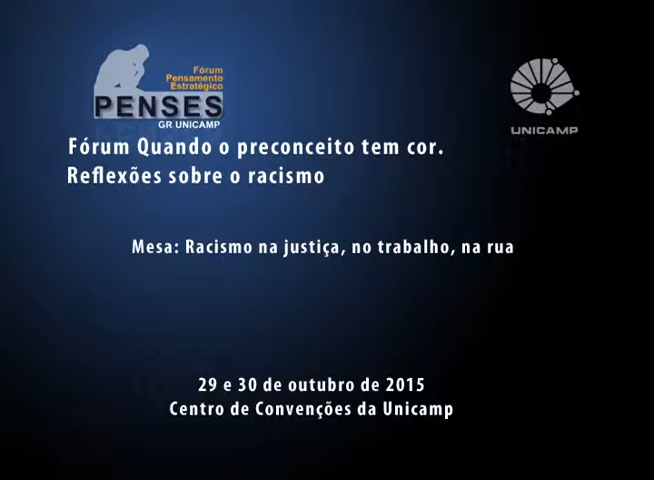 Fórum
Pensamento
Estratégico
PENSES
GR UNICAMP
UNICAMP
Fórum Quando o preconceito tem cor.
Reflexões sobre o racismo
Mesa: Racismo na justiça, no trabalho, na rua
29 e 30 de outubro de 2015
Centro de Convenções da Unicamp